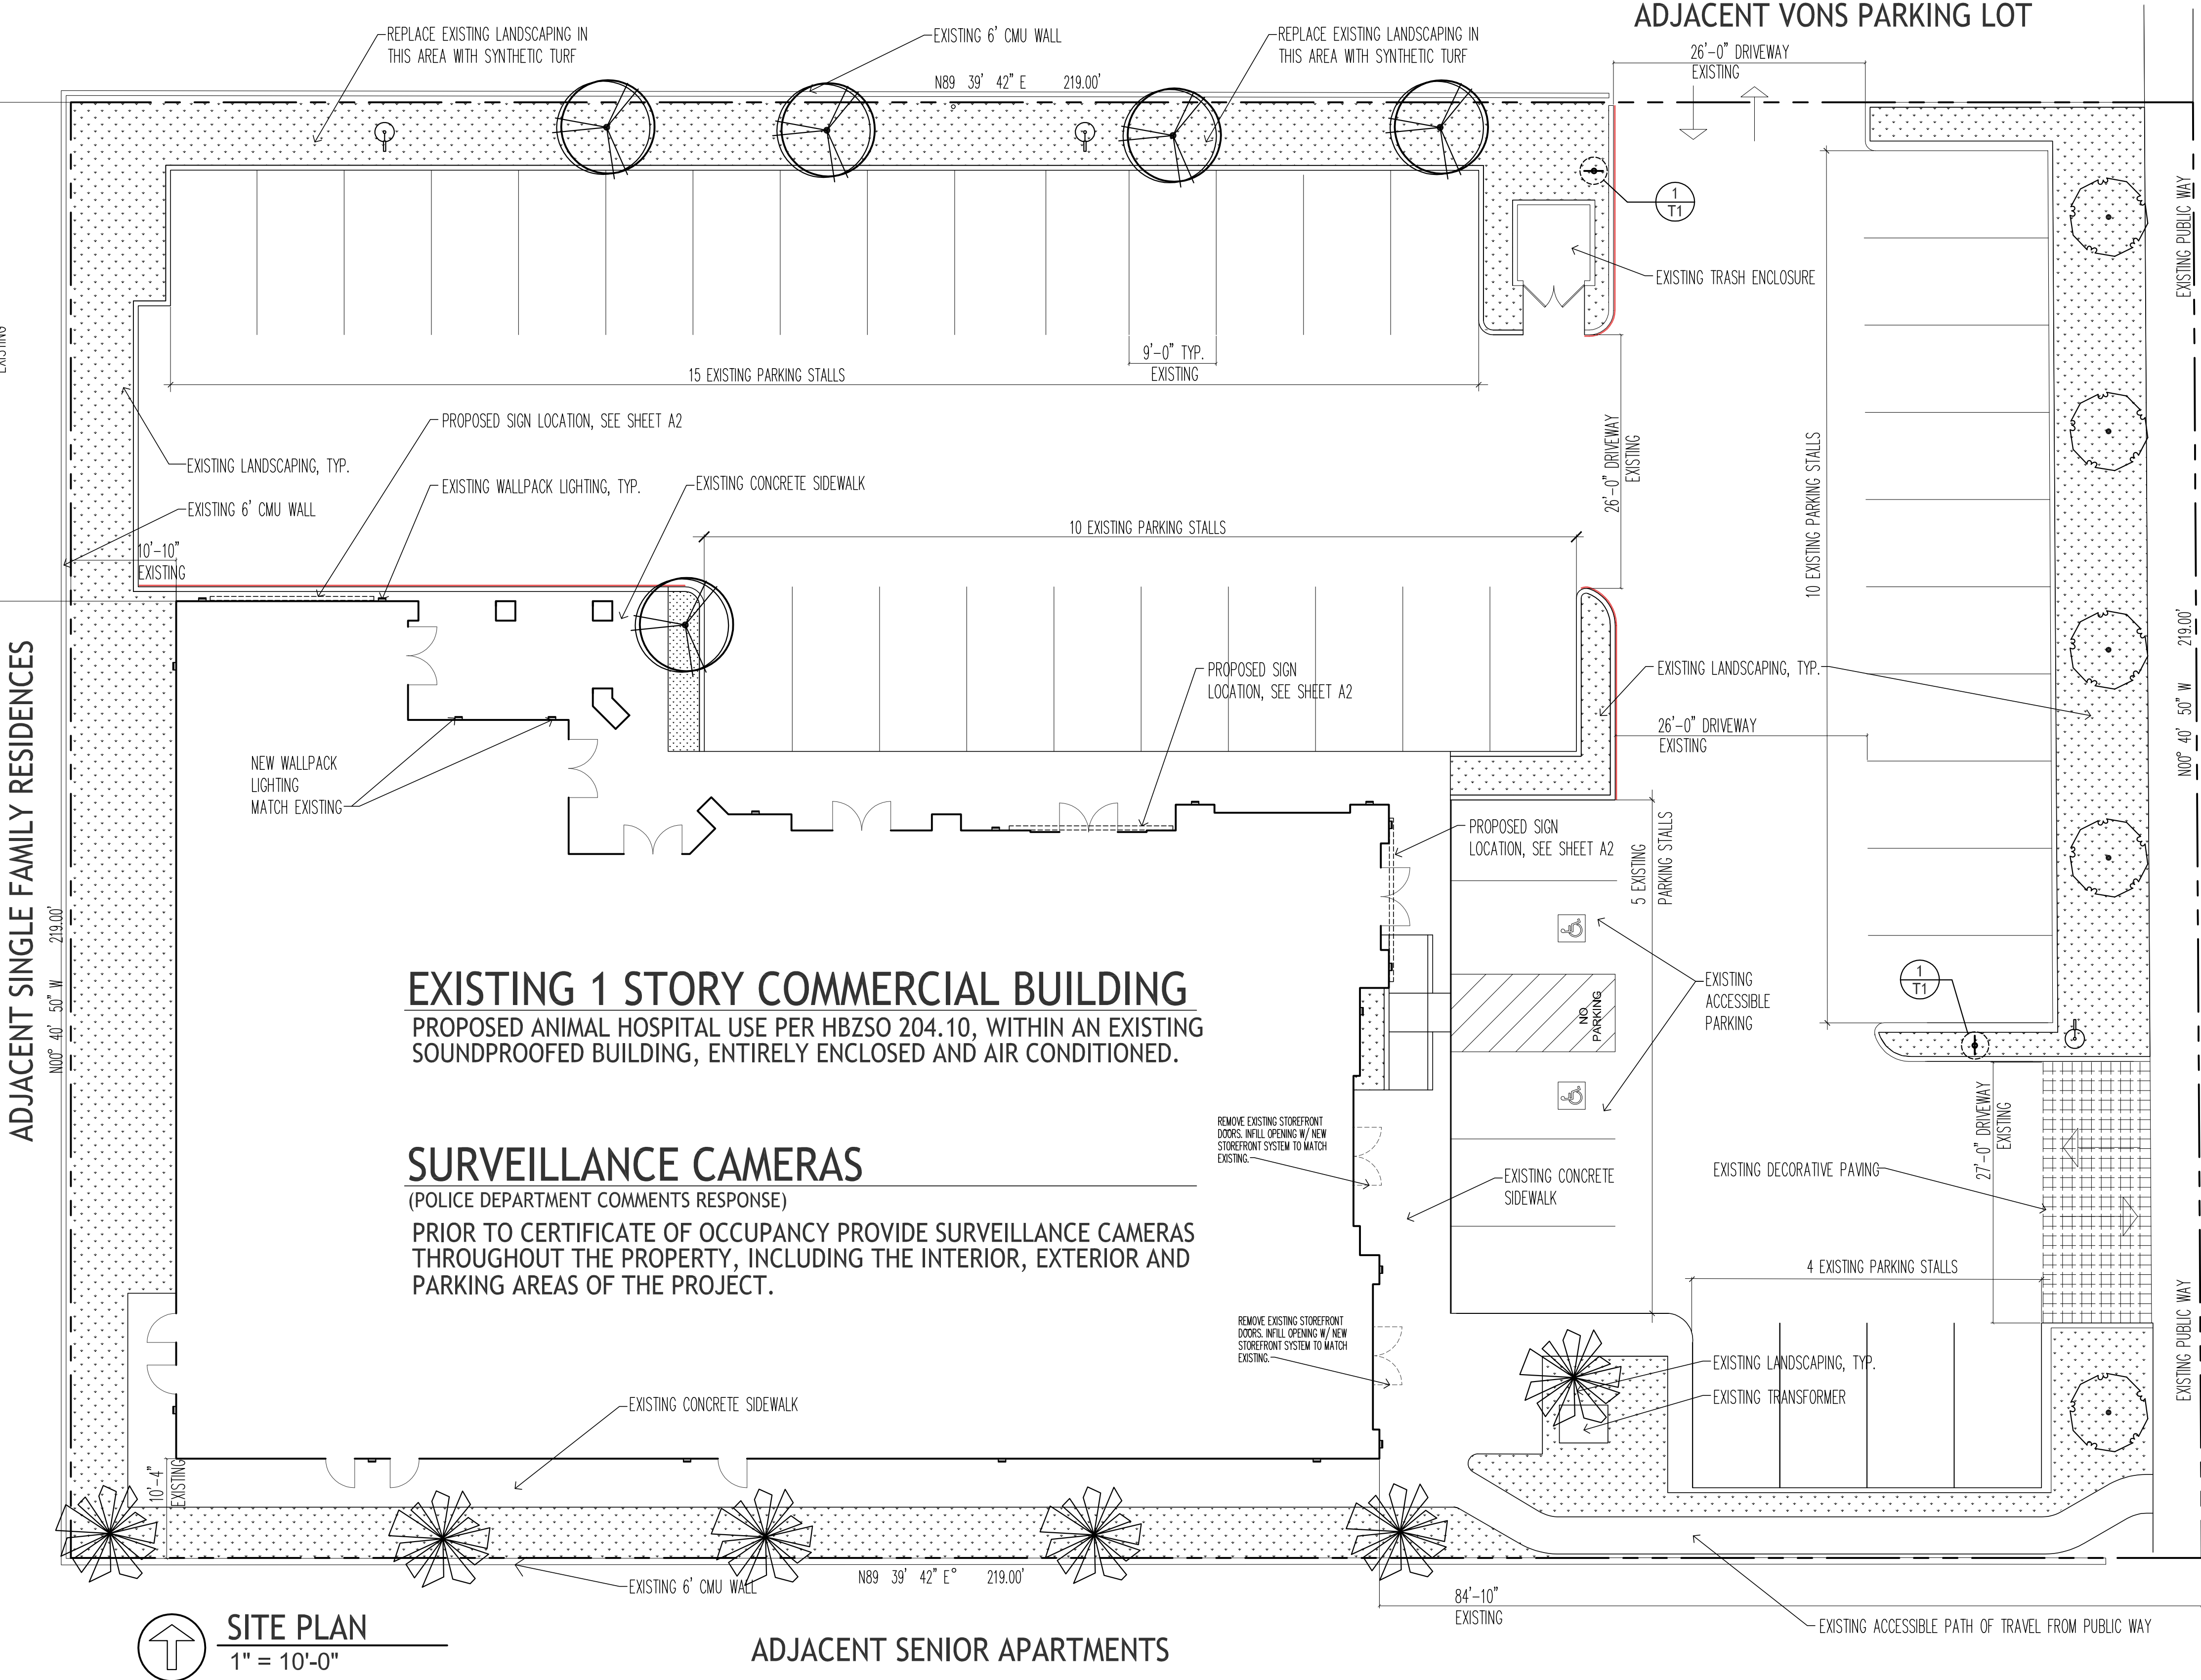 ADJACENT VONS PARKING LOT
REPLACE EXISTING LANDSCAPING IN
THIS AREA WITH SYNTHETIC TURF
EXISTING 6' CMU WALL
REPLACE EXISTING LANDSCAPING IN
THIS AREA WITH SYNTHETIC TURF
26'-0" DRIVEWAY
EXISTING
N89 39' 42" E 219.00'
°
1
T1
EXISTING PUBLIC WAY
EXISTING TRASH ENCLOSURE
EXISTING
9'-0" TYP.
EXISTING
15 EXISTING PARKING STALLS
PROPOSED SIGN LOCATION, SEE SHEET A2
EXISTING LANDSCAPING, TYP.
EXISTING WALLPACK LIGHTING, TYP.
EXISTING CONCRETE SIDEWALK
EXISTING 6' CMU WALL
26'-0" DRIVEWAY
EXISTING
10 EXISTING PARKING STALLS
10 EXISTING PARKING STALLS
10'-10"
EXISTING
N00° 40' 50" W 219.00'
PROPOSED SIGN
LOCATION, SEE SHEET A2
EXISTING LANDSCAPING, TYP.
26'-0" DRIVEWAY
EXISTING
NEW WALLPACK
LIGHTING
MATCH EXISTING
ADJACENT SINGLE FAMILY RESIDENCES
N00° 40' 50" W 219.00'
PROPOSED SIGN
LOCATION, SEE SHEET A2
5 EXISTING
PARKING STALLS
EXISTING 1 STORY COMMERCIAL BUILDING
PROPOSED ANIMAL HOSPITAL USE PER HBZSO 204.10, WITHIN AN EXISTING
SOUNDPROOFED BUILDING, ENTIRELY ENCLOSED AND AIR CONDITIONED.
NO
PARKING
EXISTING
ACCESSIBLE
PARKING
1
T1
REMOVE EXISTING STOREFRONT
DOORS. INFILL OPENING W/ NEW
STOREFRONT SYSTEM TO MATCH
EXISTING.
27'-0" DRIVEWAY
EXISTING
SURVEILLANCE CAMERAS
(POLICE DEPARTMENT COMMENTS RESPONSE)
PRIOR TO CERTIFICATE OF OCCUPANCY PROVIDE SURVEILLANCE CAMERAS
THROUGHOUT THE PROPERTY, INCLUDING THE INTERIOR, EXTERIOR AND
PARKING AREAS OF THE PROJECT.
EXISTING CONCRETE
SIDEWALK
EXISTING DECORATIVE PAVING
4 EXISTING PARKING STALLS
EXISTING PUBLIC WAY
REMOVE EXISTING STOREFRONT
DOORS. INFILL OPENING W/ NEW
STOREFRONT SYSTEM TO MATCH
EXISTING.
EXISTING LANDSCAPING, TYP.
EXISTING TRANSFORMER
EXISTING CONCRETE SIDEWALK
10'-4"
EXISTING
EXISTING 6' CMU WALL
N89 39' 42" E° 219.00'
84'-10"
EXISTING
EXISTING ACCESSIBLE PATH OF TRAVEL FROM PUBLIC WAY
SITE PLAN
1" = 10'-0"
ADJACENT SENIOR APARTMENTS